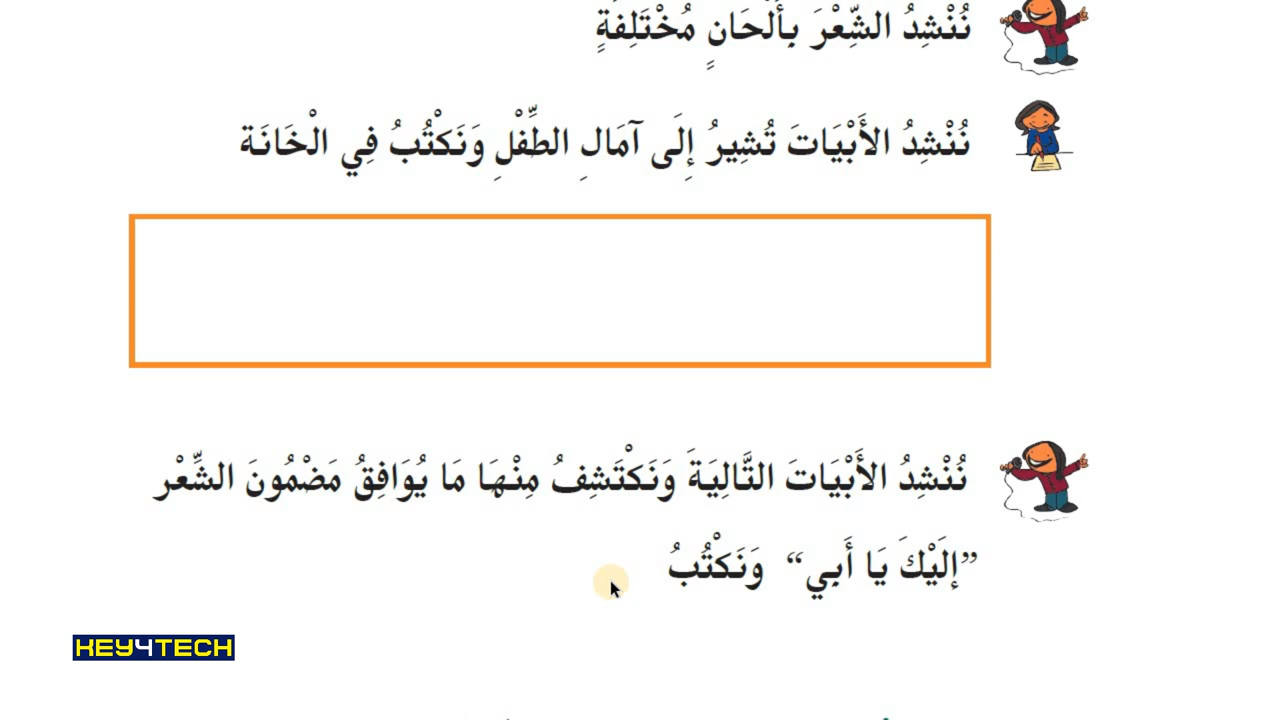 نُنْشِدُ الشِّعْرَ بِأَلْحَانٍ مُخْتَلِفَةٍ
نُنْشِدُ الأَبْيَاتَ تُشِيرُ إِلَى آمَالِ الطِّفْلِ وَنَكْتُبُ فِي الْخَانَة
نُنْشِدُ الأَبْيَاتَ التَّالِيَةَ وَنَكْتَشِفُ مِنْهَا مَا يُوَافِقُ مَضْمُونَ الشِّعْر
”إِلَيْكَ يَا أَبِي“ وَنَكْتُبُ
KEY4TECH